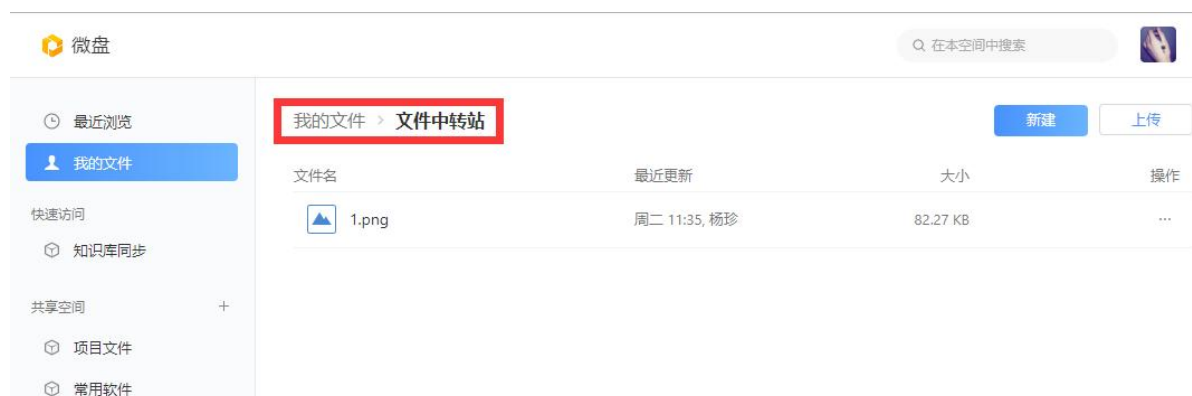 微盘
在本空间中搜索
最近浏览
我的文件
快速访问
知识库同步
共享空间 +
项目文件
常用软件
我的文件 > 文件中转站
新建 上传
文件名 最近更新 大小 操作
1.png 周二 11:35, 杨珍 82.27 KB ...